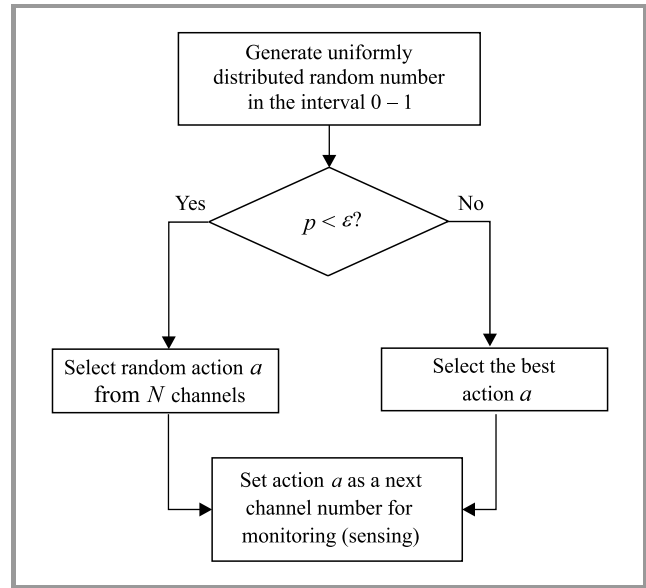 Generate uniformly
distributed random number
in the interval 0 – 1
Yes
No
p < ε?
Select random action a
from N channels
Select the best
action a
Set action a as a next
channel number for
monitoring (sensing)